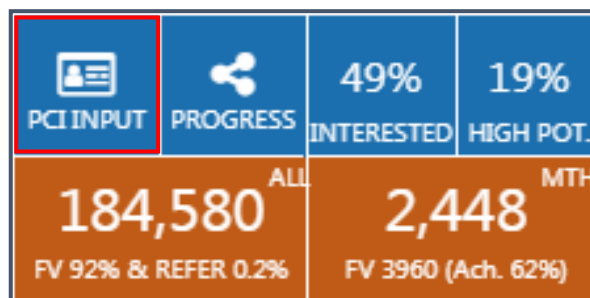 49% 19%
PCI INPUT PROGRESS INTERESTED HIGH POT.
ALL MTH
184,580 2,448
FV 92% & REFER 0.2% FV 3960 (Ach. 62%)